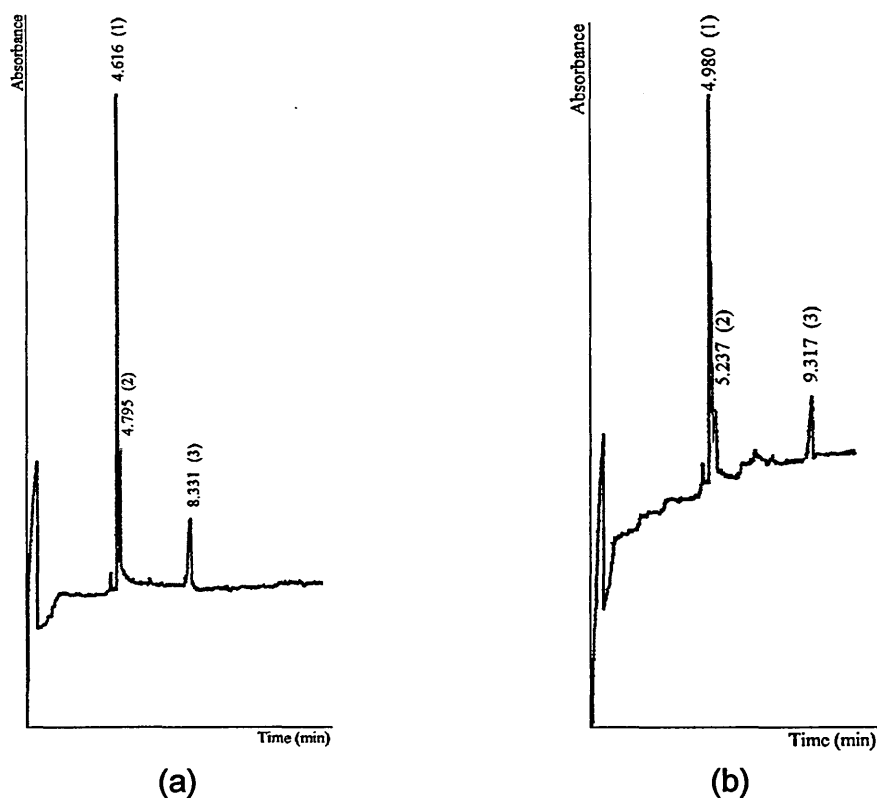 Absorbance
4.616 (1)
4.795 (2)
8.331 (3)
Time (min)
(a)
Absorbance
4.980 (1)
5.237 (2)
9.317 (3)
Time (min)
(b)